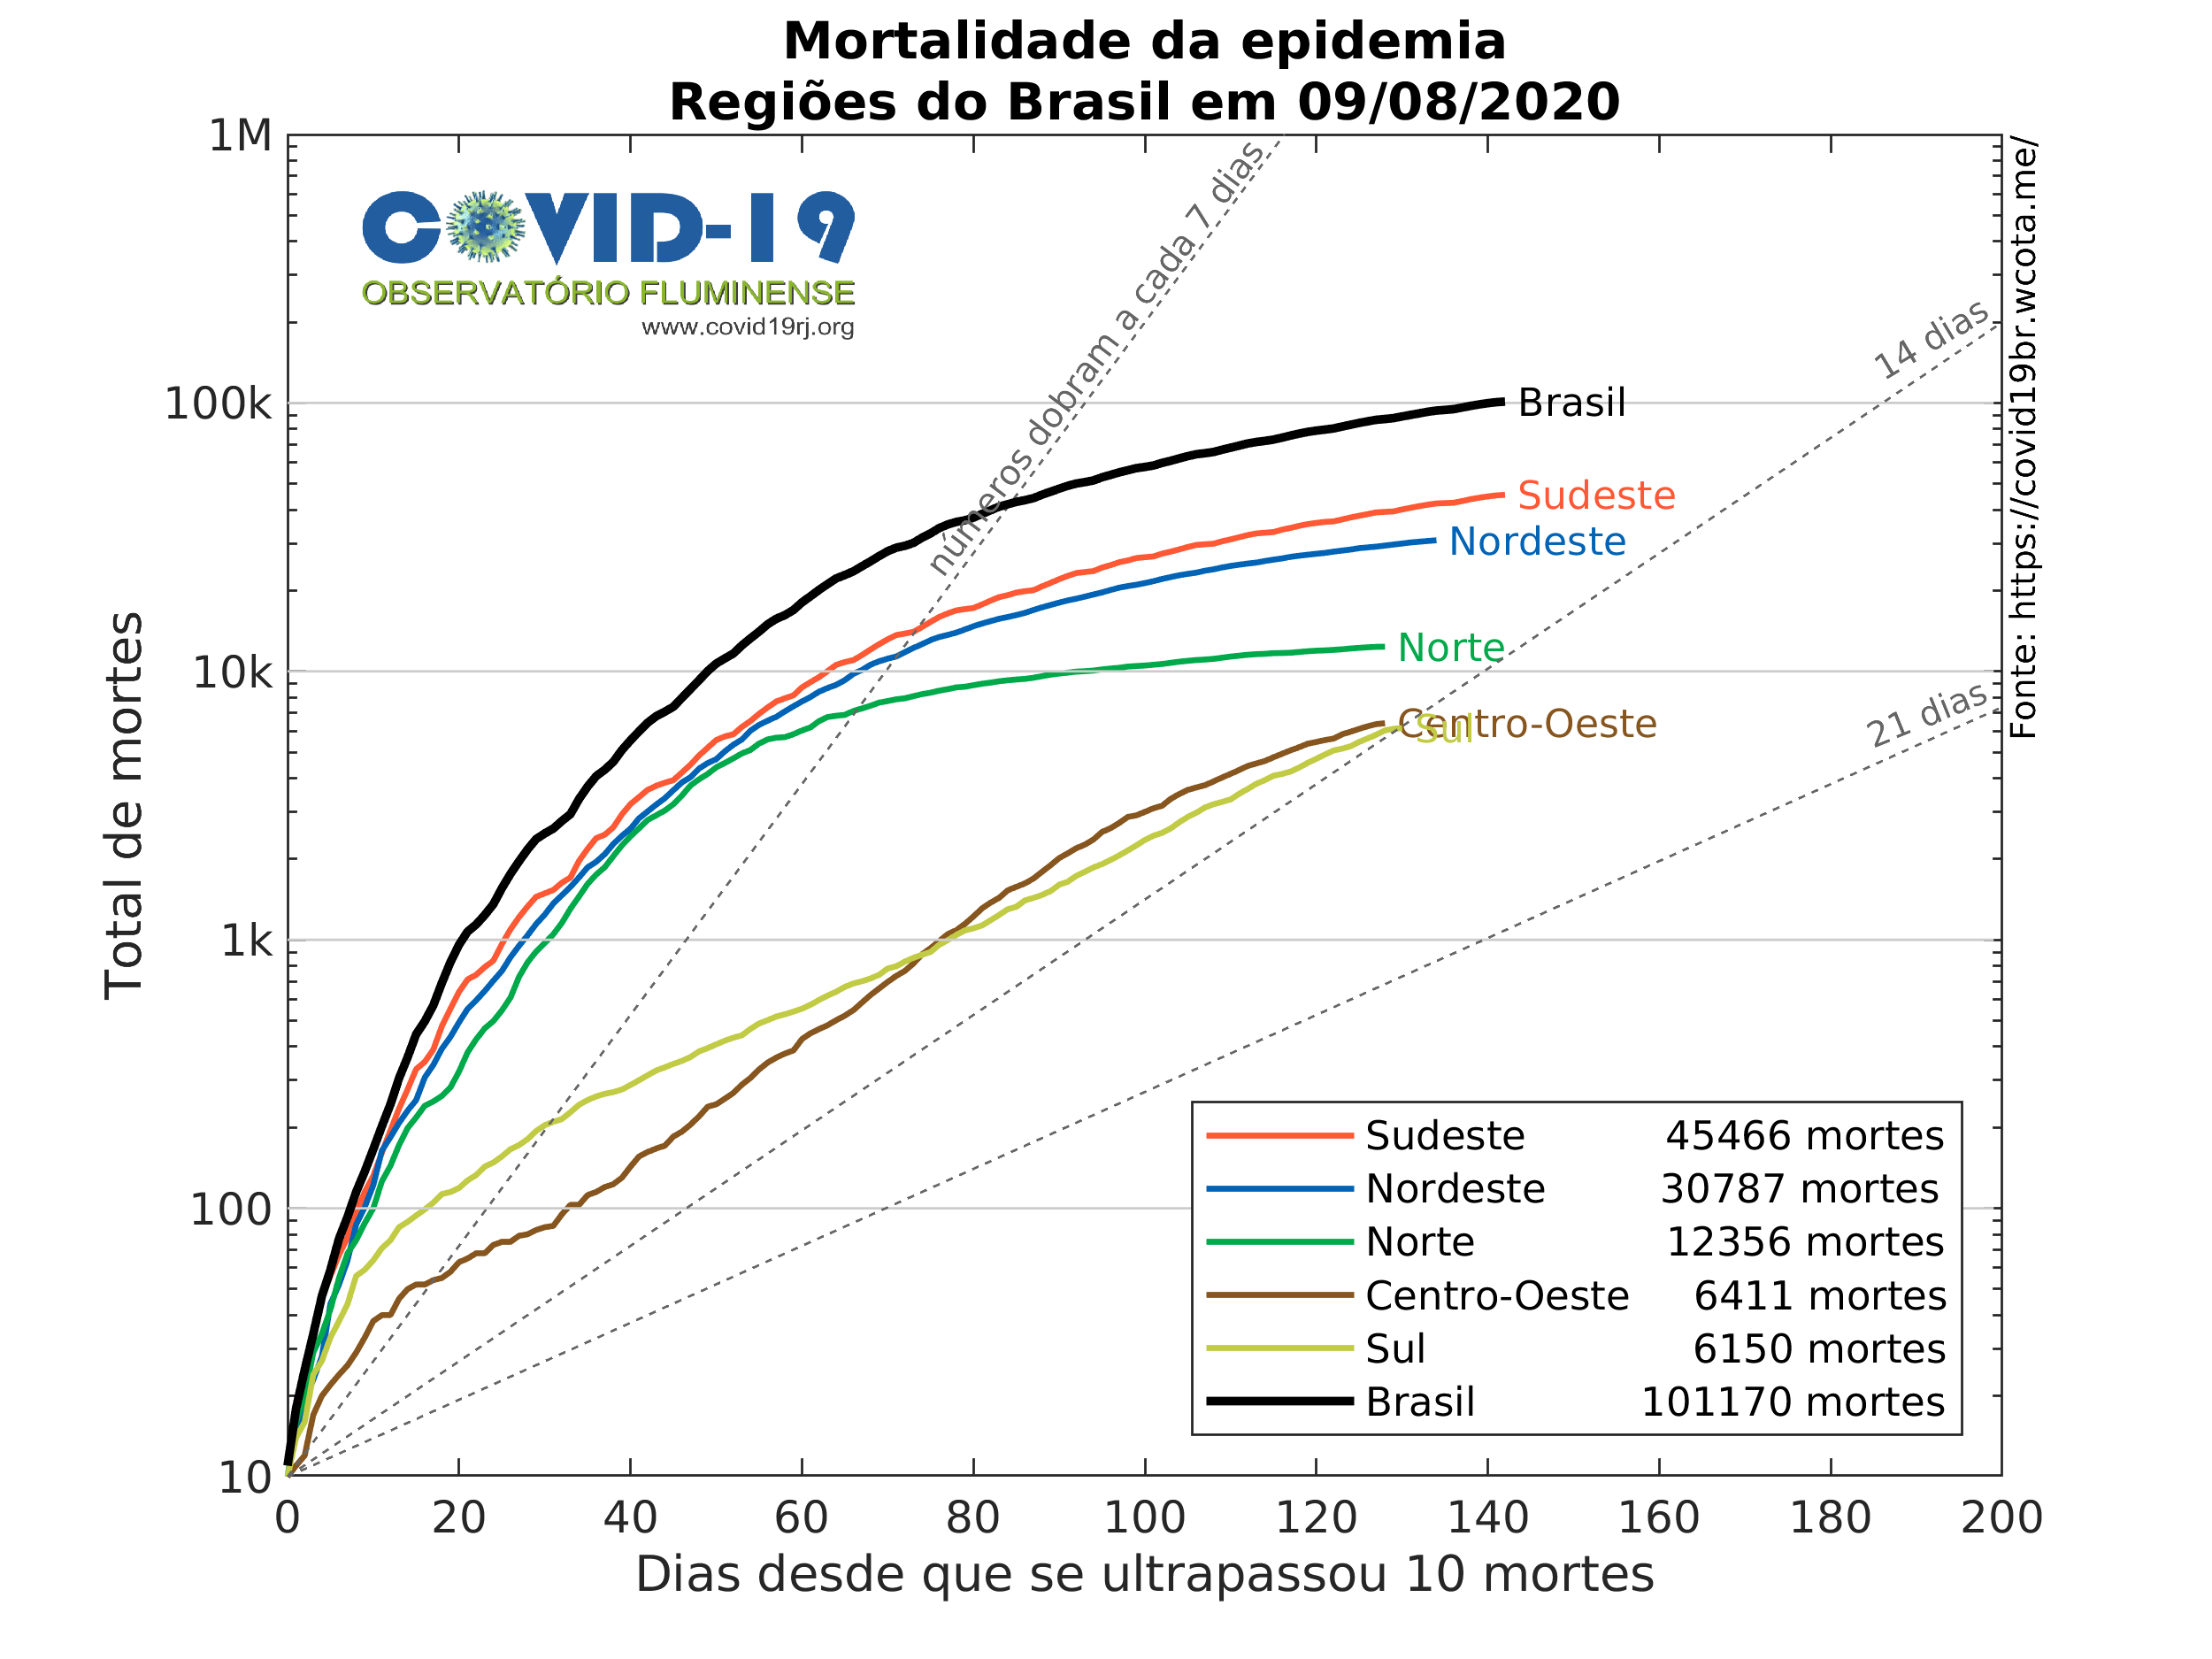 Mortalidade da epidemia
Regiões do Brasil em 09/08/2020
1M
100k
10k
1k
100
10
Total de mortes
COVID-19
OBSERVATÓRIO FLUMINENSE
www.covid19rj.org
números dobram a cada 7 dias
14 dias
21 dias
Brasil
Sudeste
Nordeste
Norte
Centro-Oeste
Sul
Fonte: https://covid19br.wcota.me/
Sudeste 45466 mortes
Nordeste 30787 mortes
Norte 12356 mortes
Centro-Oeste 6411 mortes
Sul 6150 mortes
Brasil 101170 mortes
0 20 40 60 80 100 120 140 160 180 200
Dias desde que se ultrapassou 10 mortes